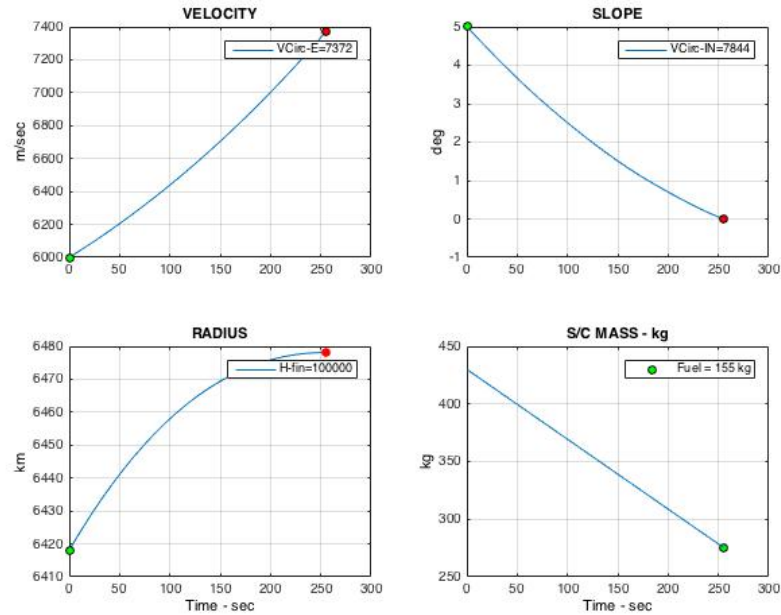 VELOCITY
7400
7200
7000
6800
6600
6400
6200
6000
m/sec
VCirc-E=7372
0 50 100 150 200 250 300
SLOPE
5
4
3
2
1
0
-1
deg
VCirc-IN=7844
0 50 100 150 200 250 300
RADIUS
6480
6470
6460
6450
6440
6430
6420
6410
km
H-fin=100000
0 50 100 150 200 250 300
Time - sec
S/C MASS - kg
450
400
350
300
250
kg
Fuel = 155 kg
0 50 100 150 200 250 300
Time - sec